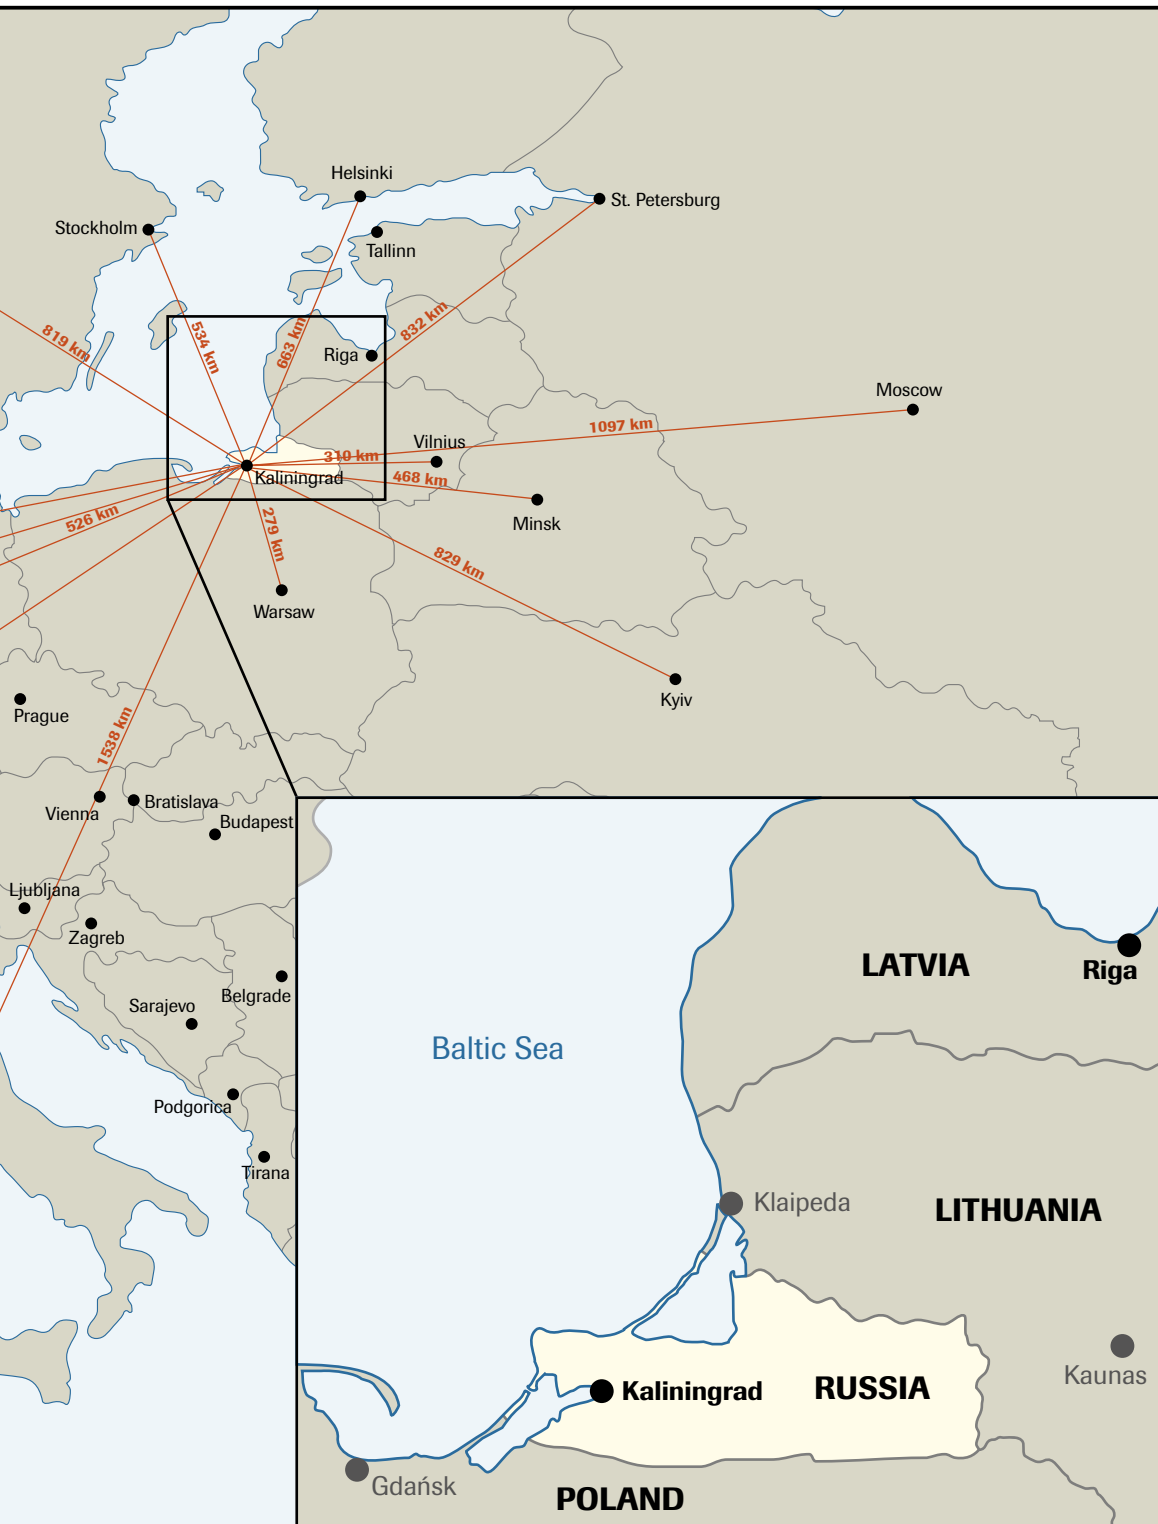 Helsinki
St. Petersburg
Stockholm
Tallinn
819 km
534 km
663 km
832 km
Riga
Moscow
1097 km
Vilnius
310 km
Kaliningrad
468 km
526 km
279 km
Minsk
829 km
Warsaw
Kyiv
Prague
1538 km
Vienna
Bratislava
Budapest
Ljubljana
Zagreb
Belgrade
Sarajevo
Podgorica
Tirana
LATVIA
Riga
Baltic Sea
Klaipeda
LITHUANIA
Kaunas
Kaliningrad
RUSSIA
Gdańsk
POLAND